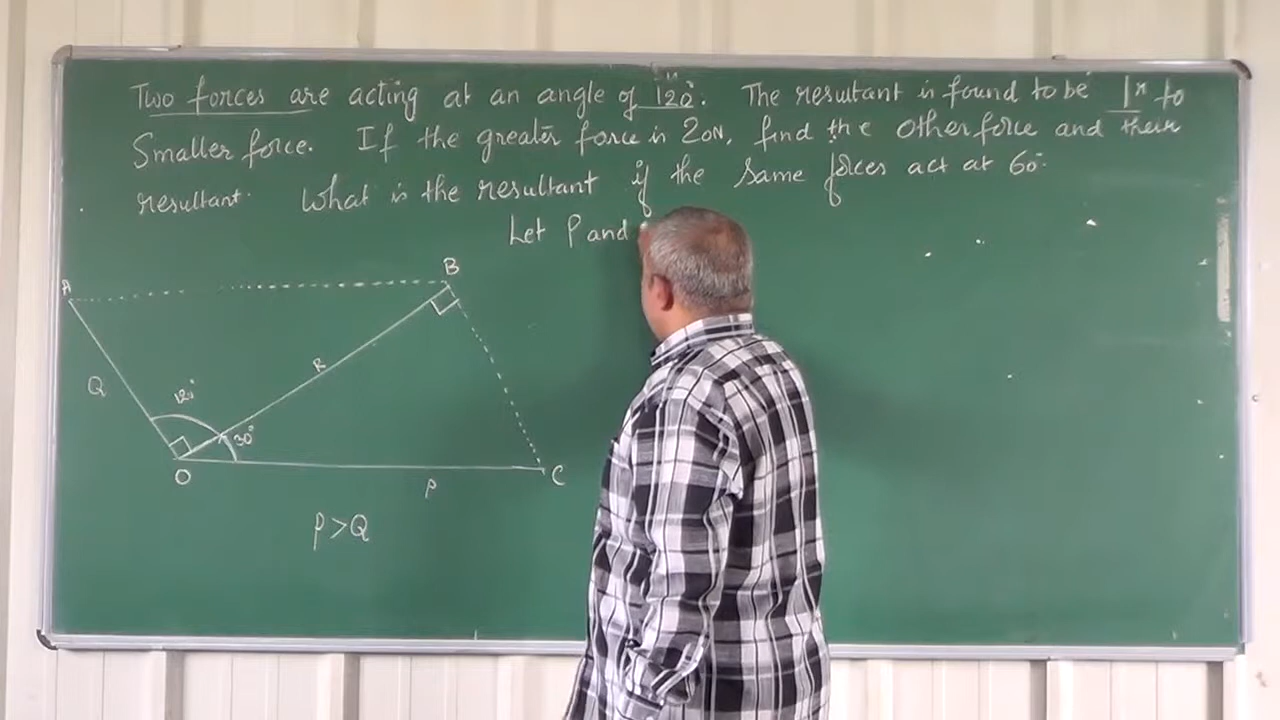 Two forces are acting at an angle of 120°. The resultant is found to be ⊥r to
Smaller force. If the greater force is 20N, find the other force and their
resultant. What is the resultant if the same forces act at 60°.
Let P and
B
A
R
Q
120°
30°
O
C
P
P > Q